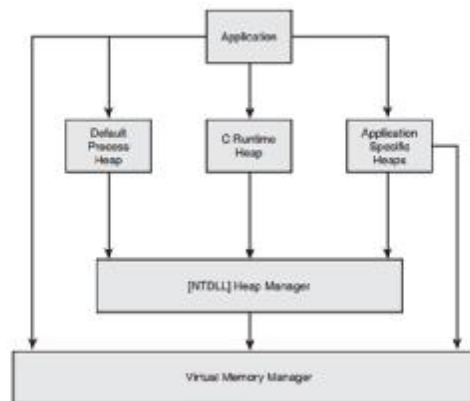 Application
Default
Process
Heap
C Runtime
Heap
Application
Specific
Heaps
[NTDLL] Heap Manager
Virtual Memory Manager